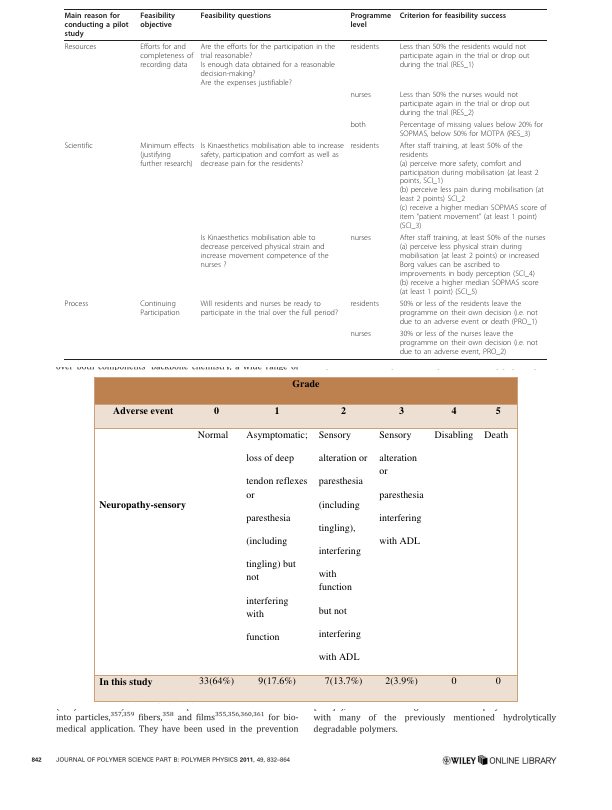 Main reason for Feasibility Feasibility questions Programme Criterion for feasibility success
conducting a pilot objective level
study
Resources Efforts for and Are the efforts for the participation in the residents Less than 50% the residents would not
completeness of trial reasonable? participate again in the trial or drop out
recording data Is enough data obtained for a reasonable during the trial (RES_1)
decision-making?
Are the expenses justifiable?
nurses Less than 50% the nurses would not
participate again in the trial or drop out
during the trial (RES_2)
both Percentage of missing values below 20% for
SOPMAS, below 50% for MOTPA (RES_3)
Scientific Minimum effects Is Kinaesthetics mobilisation able to increase residents After staff training, at least 50% of the
(justifying safety, participation and comfort as well as residents
further research) decrease pain for the residents? (a) perceive more safety, comfort and
participation during mobilisation (at least 2
points, SCI_1)
(b) perceive less pain during mobilisation (at
least 2 points) SCI_2
(c) receive a higher median SOPMAS score of
item "patient movement" (at least 1 point)
(SCI_3)
Is Kinaesthetics mobilisation able to nurses After staff training, at least 50% of the nurses
decrease perceived physical strain and (a) perceive less physical strain during
increase movement competence of the mobilisation (at least 2 points) or increased
nurses ? Borg values can be ascribed to
improvements in body perception (SCI_4)
(b) receive a higher median SOPMAS score
(at least 1 point) (SCI_5)
Process Continuing Will residents and nurses be ready to residents 50% or less of the residents leave the
Participation participate in the trial over the full period? programme on their own decision (i.e. not
due to an adverse event or death (PRO_1)
nurses 30% or less of the nurses leave the
programme on their own decision (i.e. not
due to an adverse event, PRO_2)
over both components' backbone chemistry, a wide range of
Grade
Adverse event 0 1 2 3 4 5
Normal Asymptomatic; Sensory Sensory Disabling Death
loss of deep alteration or alteration
tendon reflexes paresthesia or
or (including paresthesia
Neuropathy-sensory
paresthesia tingling), interfering
(including interfering with ADL
tingling) but with
not function
interfering but not
with interfering
function with ADL
In this study 33(64%) 9(17.6%) 7(13.7%) 2(3.9%) 0 0
into particles,357,359 fibers,358 and films355,356,360,361 for bio-
medical application. They have been used in the prevention
with many of the previously mentioned hydrolytically
degradable polymers.
842 JOURNAL OF POLYMER SCIENCE PART B: POLYMER PHYSICS 2011, 49, 832–864 WILEY ONLINE LIBRARY